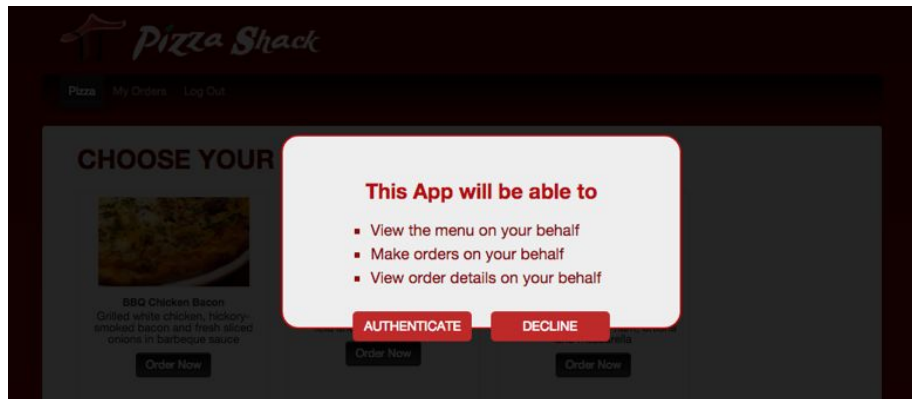 Pizza Shack
Pizza My Orders Log Out
CHOOSE YOUR
This App will be able to
View the menu on your behalf
Make orders on your behalf
View order details on your behalf
AUTHENTICATE DECLINE
BBQ Chicken Bacon
Grilled white chicken, hickory-
smoked bacon and fresh sliced
onions in barbeque sauce
Order Now
Order Now
Order Now